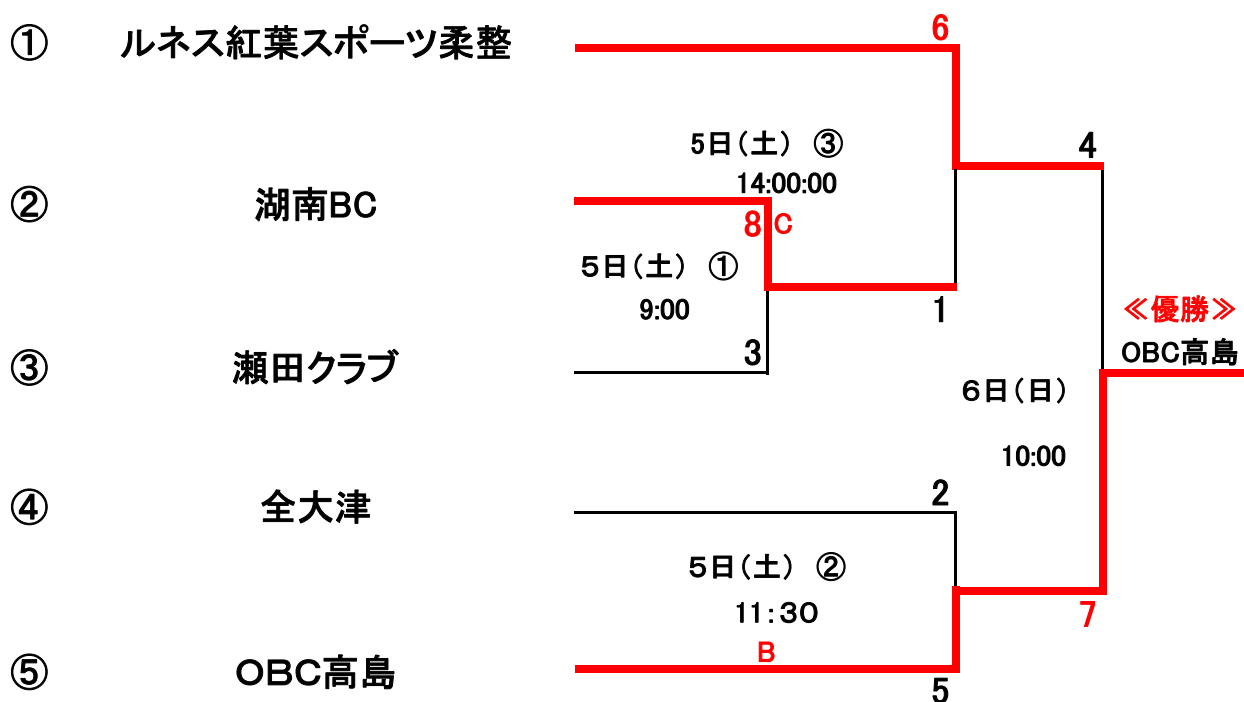 ① ルネス紅葉スポーツ柔整
6
5日(土) ③
14:00:00
4
② 湖南BC
8 C
5日(土) ①
9:00
1
≪優勝≫
OBC高島
③ 瀬田クラブ
3
6日(日)
10:00
④ 全大津
2
5日(土) ②
11:30
7
B
⑤ OBC高島
5